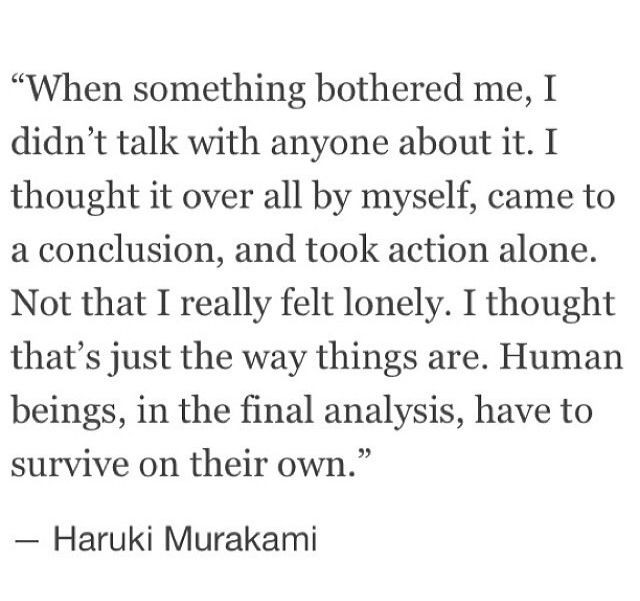 “When something bothered me, I
didn’t talk with anyone about it. I
thought it over all by myself, came to
a conclusion, and took action alone.
Not that I really felt lonely. I thought
that’s just the way things are. Human
beings, in the final analysis, have to
survive on their own.”
— Haruki Murakami